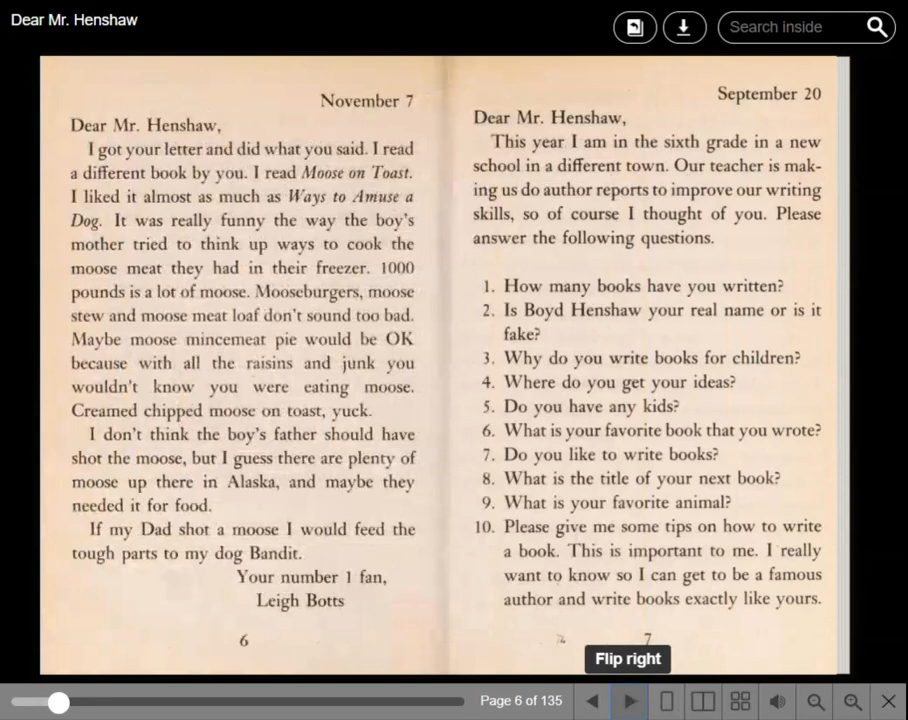 Dear Mr. Henshaw
Search inside
November 7
Dear Mr. Henshaw,
I got your letter and did what you said. I read
a different book by you. I read Moose on Toast.
I liked it almost as much as Ways to Amuse a
Dog. It was really funny the way the boy's
mother tried to think up ways to cook the
moose meat they had in their freezer. 1000
pounds is a lot of moose. Mooseburgers, moose
stew and moose meat loaf don't sound too bad.
Maybe moose mincemeat pie would be OK
because with all the raisins and junk you
wouldn't know you were eating moose.
Creamed chipped moose on toast, yuck.
I don't think the boy's father should have
shot the moose, but I guess there are plenty of
moose up there in Alaska, and maybe they
needed it for food.
If my Dad shot a moose I would feed the
tough parts to my dog Bandit.
Your number 1 fan,
Leigh Botts
6
September 20
Dear Mr. Henshaw,
This year I am in the sixth grade in a new
school in a different town. Our teacher is mak-
ing us do author reports to improve our writing
skills, so of course I thought of you. Please
answer the following questions.
1. How many books have you written?
2. Is Boyd Henshaw your real name or is it
fake?
3. Why do you write books for children?
4. Where do you get your ideas?
5. Do you have any kids?
6. What is your favorite book that you wrote?
7. Do you like to write books?
8. What is the title of your next book?
9. What is your favorite animal?
10. Please give me some tips on how to write
a book. This is important to me. I really
want to know so I can get to be a famous
author and write books exactly like yours.
7
Flip right
Page 6 of 135